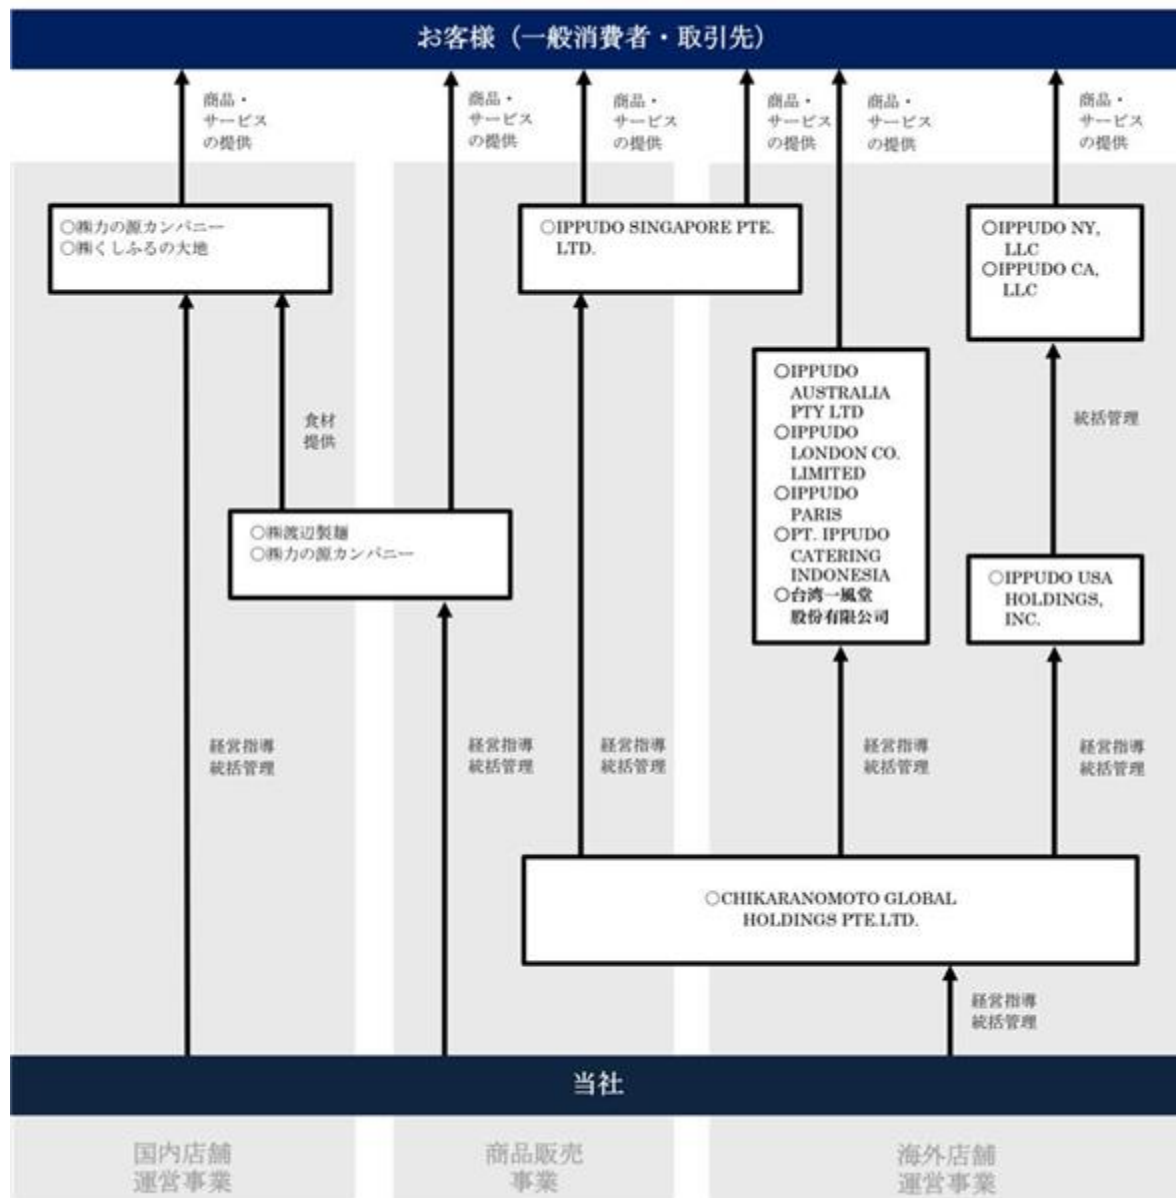 お客様（一般消費者・取引先）
商品・
サービス
の提供
商品・
サービス
の提供
商品・
サービス
の提供
商品・
サービス
の提供
商品・
サービス
の提供
商品・
サービス
の提供
○㈱力の源カンパニー
○㈱くしふるの大地
○IPPUDO SINGAPORE PTE.
LTD.
○IPPUDO NY,
LLC
○IPPUDO CA,
LLC
○IPPUDO
AUSTRALIA
PTY LTD
○IPPUDO
LONDON CO.
LIMITED
○IPPUDO
PARIS
○PT. IPPUDO
CATERING
INDONESIA
○台湾一風堂
股份有限公司
統括管理
食材
提供
○㈱渡辺製麺
○㈱力の源カンパニー
○IPPUDO USA
HOLDINGS,
INC.
経営指導
統括管理
経営指導
統括管理
経営指導
統括管理
経営指導
統括管理
経営指導
統括管理
○CHIKARANOMOTO GLOBAL
HOLDINGS PTE.LTD.
経営指導
統括管理
当社
国内店舗
運営事業
商品販売
事業
海外店舗
運営事業